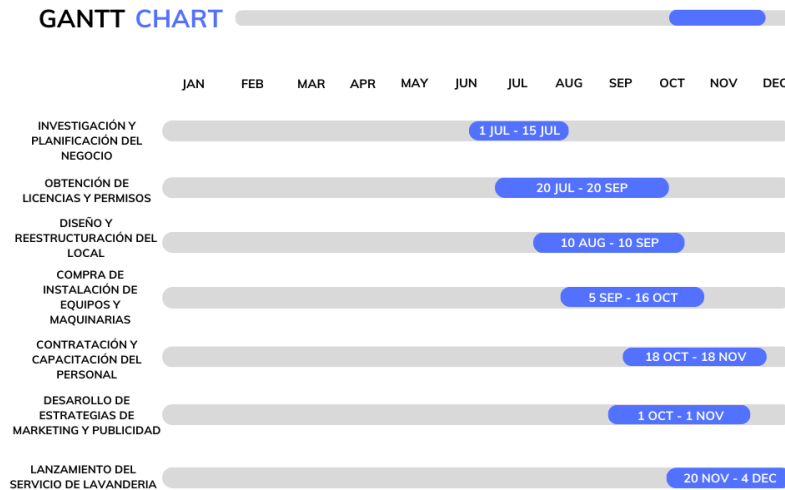 GANTT CHART
JAN FEB MAR APR MAY JUN JUL AUG SEP OCT NOV DEC
INVESTIGACIÓN Y
PLANIFICACIÓN DEL
NEGOCIO
1 JUL - 15 JUL
OBTENCIÓN DE
LICENCIAS Y PERMISOS
20 JUL - 20 SEP
DISEÑO Y
REESTRUCTURACIÓN DEL
LOCAL
10 AUG - 10 SEP
COMPRA DE
INSTALACIÓN DE
EQUIPOS Y
MAQUINARIAS
5 SEP - 16 OCT
CONTRATACIÓN Y
CAPACITACIÓN DEL
PERSONAL
18 OCT - 18 NOV
DESAROLLO DE
ESTRATEGIAS DE
MARKETING Y PUBLICIDAD
1 OCT - 1 NOV
LANZAMIENTO DEL
SERVICIO DE LAVANDERIA
20 NOV - 4 DEC